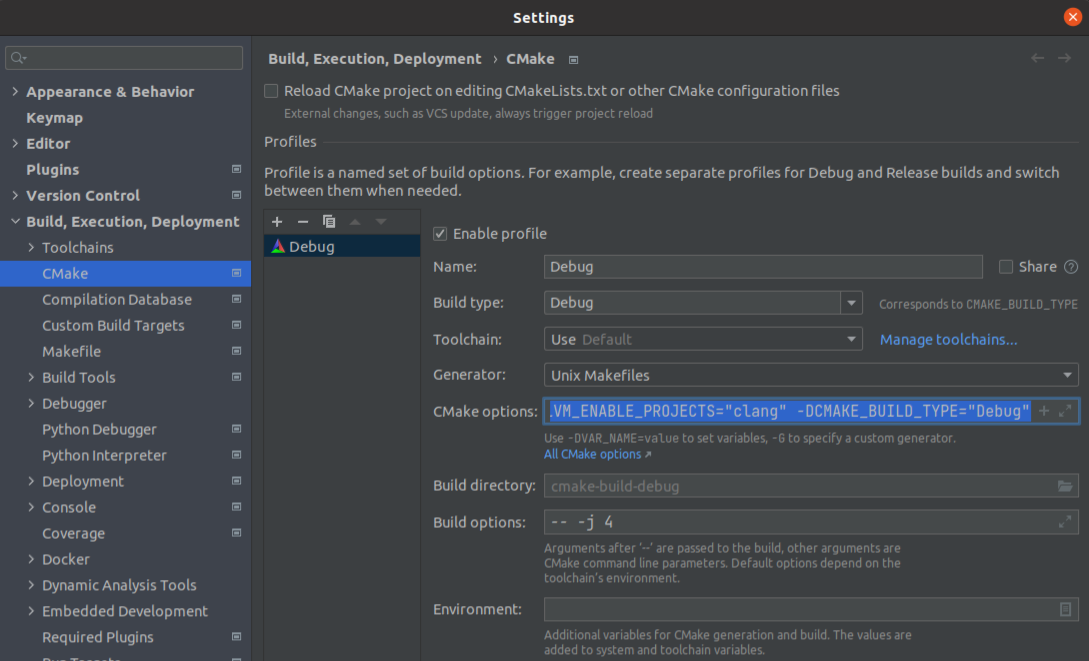 Settings
Appearance & Behavior
Keymap
Editor
Plugins
Version Control
Build, Execution, Deployment
Toolchains
CMake
Compilation Database
Custom Build Targets
Makefile
Build Tools
Debugger
Python Debugger
Python Interpreter
Deployment
Console
Coverage
Docker
Dynamic Analysis Tools
Embedded Development
Required Plugins
Run Targets
Build, Execution, Deployment › CMake
Reload CMake project on editing CMakeLists.txt or other CMake configuration files
External changes, such as VCS update, always trigger project reload
Profiles
Profile is a named set of build options. For example, create separate profiles for Debug and Release builds and switch
between them when needed.
Debug
Enable profile
Name: Debug Share
Build type: Debug Corresponds to CMAKE_BUILD_TYPE
Toolchain: Use Default Manage toolchains...
Generator: Unix Makefiles
CMake options: VM_ENABLE_PROJECTS="clang" -DCMAKE_BUILD_TYPE="Debug"
Use -DVAR_NAME=value to set variables, -G to specify a custom generator.
All CMake options ↗
Build directory: cmake-build-debug
Build options: -- -j 4
Arguments after ‘--’ are passed to the build, other arguments are
CMake command line parameters. Default options depend on the
toolchain's environment.
Environment:
Additional variables for CMake generation and build. The values are
added to system and toolchain variables.